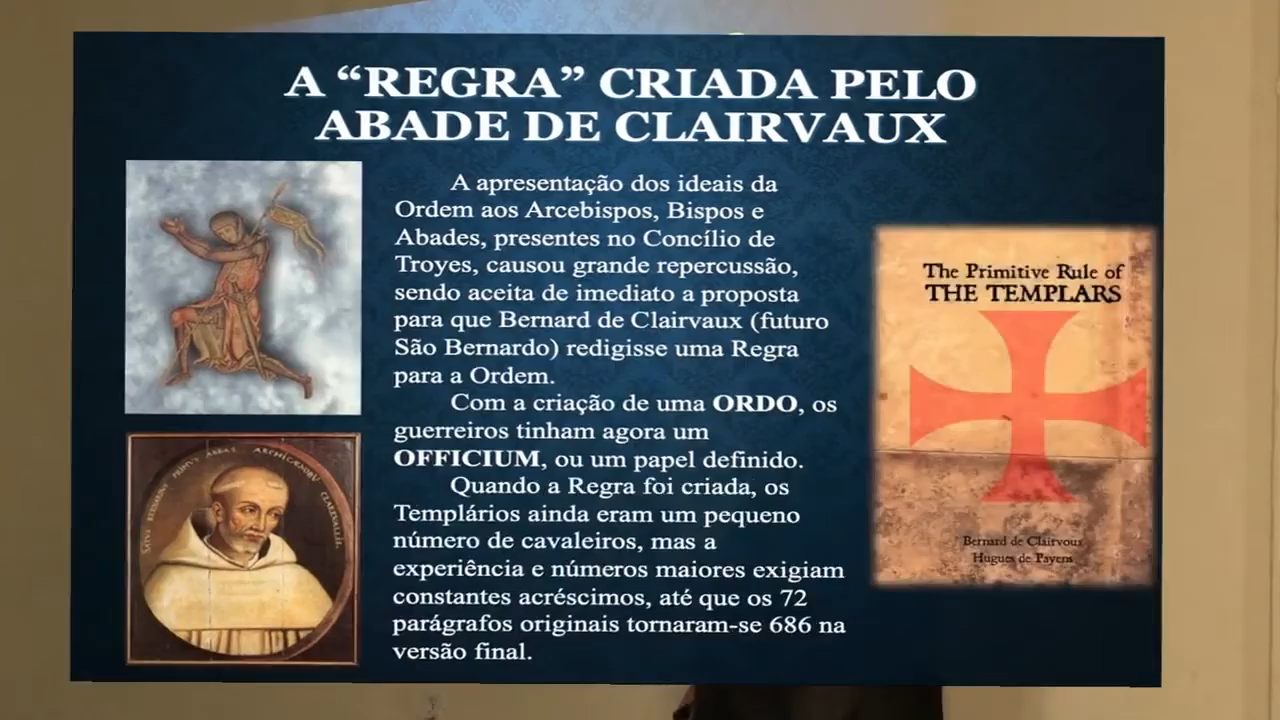 A “REGRA” CRIADA PELO
ABADE DE CLAIRVAUX
A apresentação dos ideais da
Ordem aos Arcebispos, Bispos e
Abades, presentes no Concílio de
Troyes, causou grande repercussão,
sendo aceita de imediato a proposta
para que Bernard de Clairvaux (futuro
São Bernardo) redigisse uma Regra
para a Ordem.
Com a criação de uma ORDO, os
guerreiros tinham agora um
OFFICIUM, ou um papel definido.
Quando a Regra foi criada, os
Templários ainda eram um pequeno
número de cavaleiros, mas a
experiência e números maiores exigiam
constantes acréscimos, até que os 72
parágrafos originais tornaram-se 686 na
versão final.
The Primitive Rule of
THE TEMPLARS
Bernard de Clairvoux
Hugues de Payens